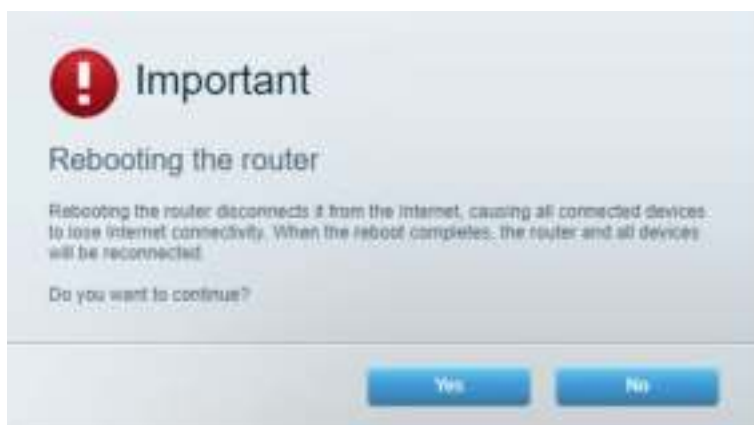 Important
Rebooting the router
Rebooting the router disconnects it from the Internet, causing all connected devices
to lose Internet connectivity. When the reboot completes, the router and all devices
will be reconnected.
Do you want to continue?
Yes
No